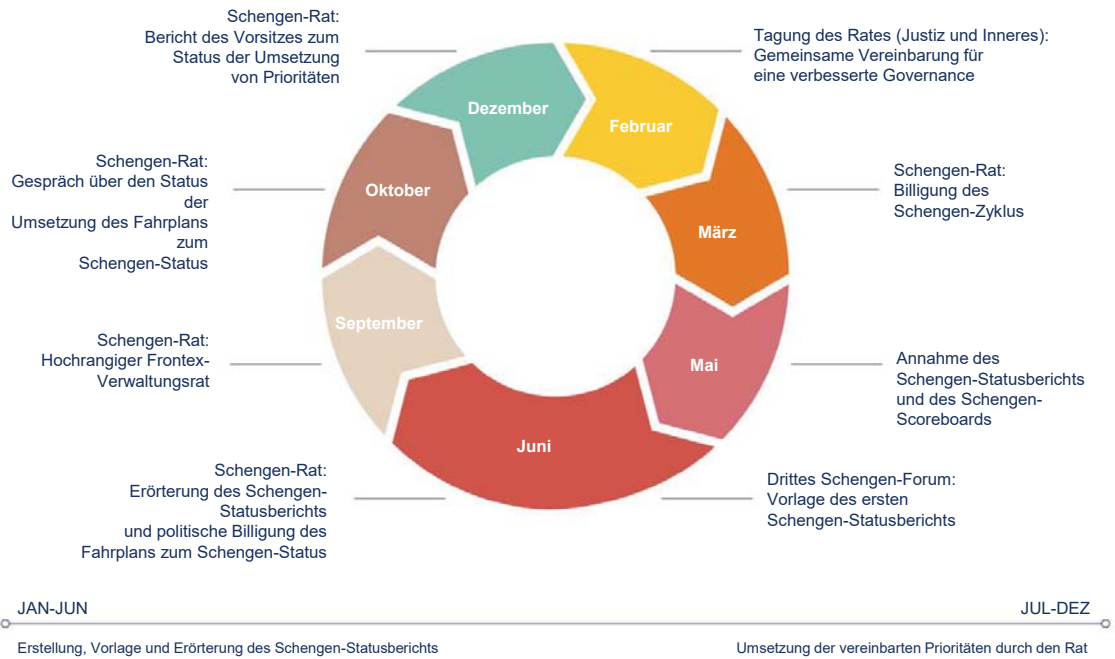 Schengen-Rat:
Bericht des Vorsitzes zum
Status der Umsetzung
von Prioritäten
Tagung des Rates (Justiz und Inneres):
Gemeinsame Vereinbarung für
eine verbesserte Governance
Dezember
Februar
Schengen-Rat:
Gespräch über den Status
der
Umsetzung des Fahrplans
zum
Schengen-Status
Oktober
März
Schengen-Rat:
Billigung des
Schengen-Zyklus
September
Schengen-Rat:
Hochrangiger Frontex-
Verwaltungsrat
Mai
Annahme des
Schengen-Statusberichts
und des Schengen-
Scoreboards
Juni
Schengen-Rat:
Erörterung des Schengen-
Statusberichts
und politische Billigung des
Fahrplans zum Schengen-Status
Drittes Schengen-Forum:
Vorlage des ersten
Schengen-Statusberichts
JAN-JUN
JUL-DEZ
Erstellung, Vorlage und Erörterung des Schengen-Statusberichts
Umsetzung der vereinbarten Prioritäten durch den Rat